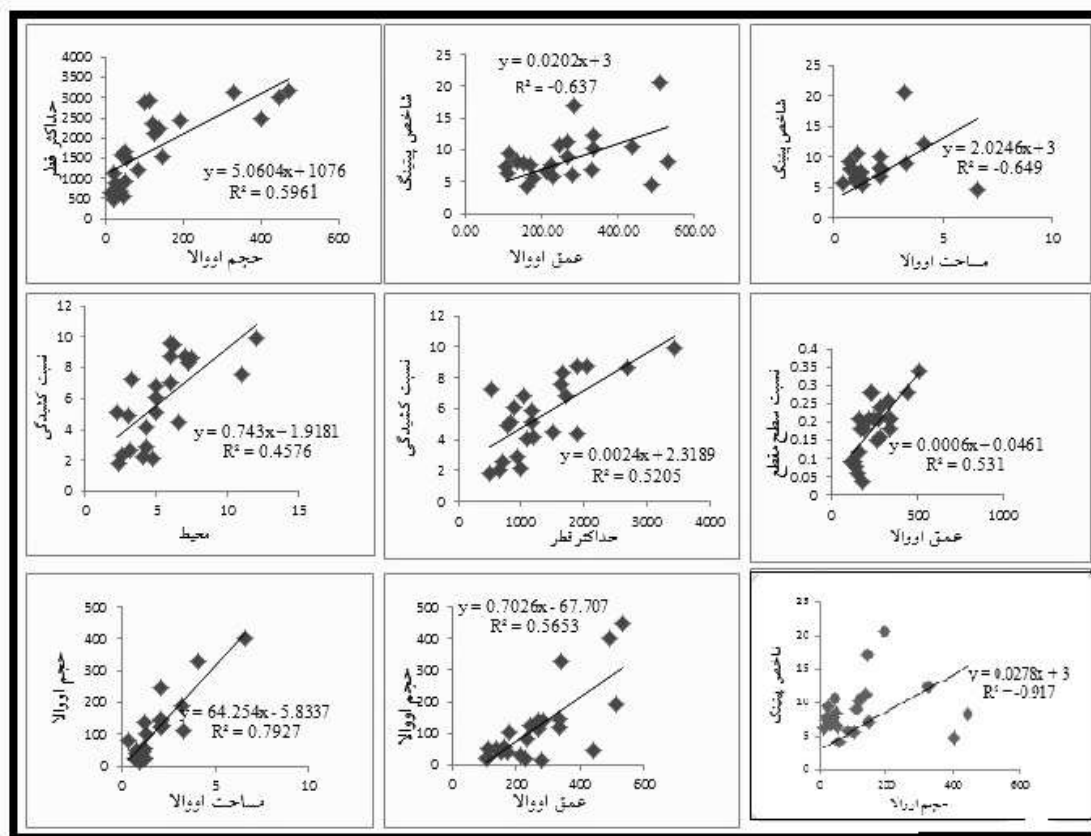 حداکثر قطر
4000
3500
3000
2500
2000
1500
1000
500
0
y = 5.0604x + 1076
R² = 0.5961
0 200 400 600
حجم اووالا
شاخص پیتینگ
25
20
15
10
5
0
y = 0.0202x + 3
R² = -0.637
0.00 200.00 400.00 600.00
عمق اووالا
شاخص پیتینگ
25
20
15
10
5
0
y = 2.0246x + 3
R² = -0.649
0 5 10
مساحت اووالا
نسبت کشیدگی
12
10
8
6
4
2
0
y = 0.743x + 1.9181
R² = 0.4576
0 5 10 15
محیط
نسبت کشیدگی
12
10
8
6
4
2
0
y = 0.0024x + 2.3189
R² = 0.5205
0 1000 2000 3000 4000
حداکثر قطر
نسبت سطح مقطع
0.4
0.35
0.3
0.25
0.2
0.15
0.1
0.05
0
y = 0.0006x + 0.0461
R² = 0.531
0 500 1000
عمق اووالا
حجم اووالا
500
400
300
200
100
0
y = 64.254x - 5.8337
R² = 0.7927
0 5 10
مساحت اووالا
حجم اووالا
500
400
300
200
100
0
y = 0.7026x - 67.707
R² = 0.5653
0 200 400 600
عمق اووالا
شاخص پیتینگ
25
20
15
10
5
0
y = 0.0278x + 3
R² = -0.917
0 200 400 600
حجم اووالا